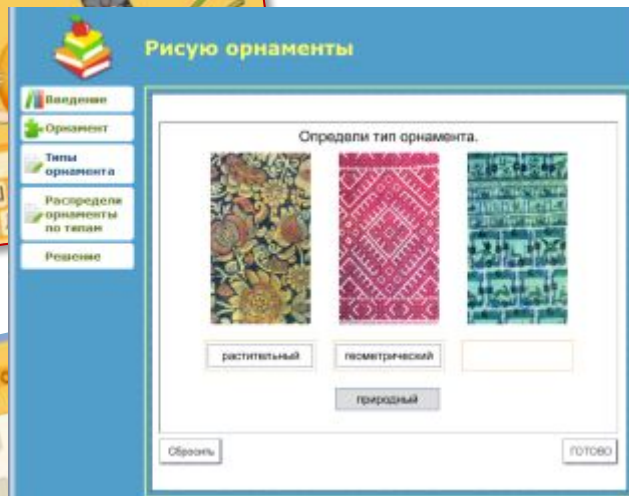 Рисую орнаменты
Введение
Орнамент
Типы
орнамента
Распредели
орнаменты
по типам
Решение
Определи тип орнамента.
растительный геометрический
природный
Сбросить ГОТОВО